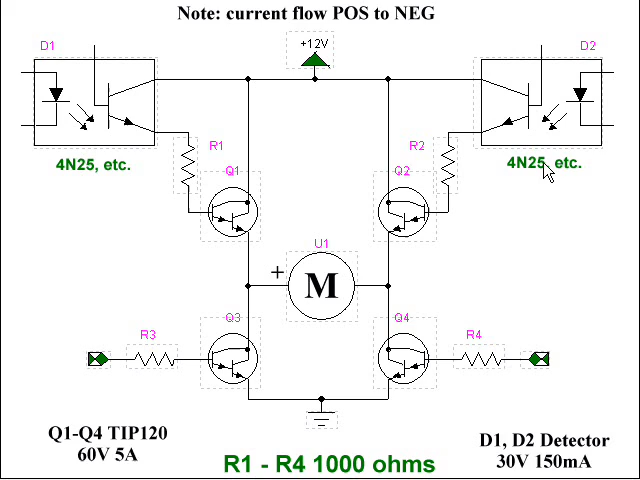 Note: current flow POS to NEG
D1
+12V
D2
R1
R2
4N25, etc.
4N25, etc.
Q1
Q2
U1
+
M
Q3
Q4
R3
R4
Q1-Q4 TIP120
60V 5A
D1, D2 Detector
30V 150mA
R1 - R4 1000 ohms